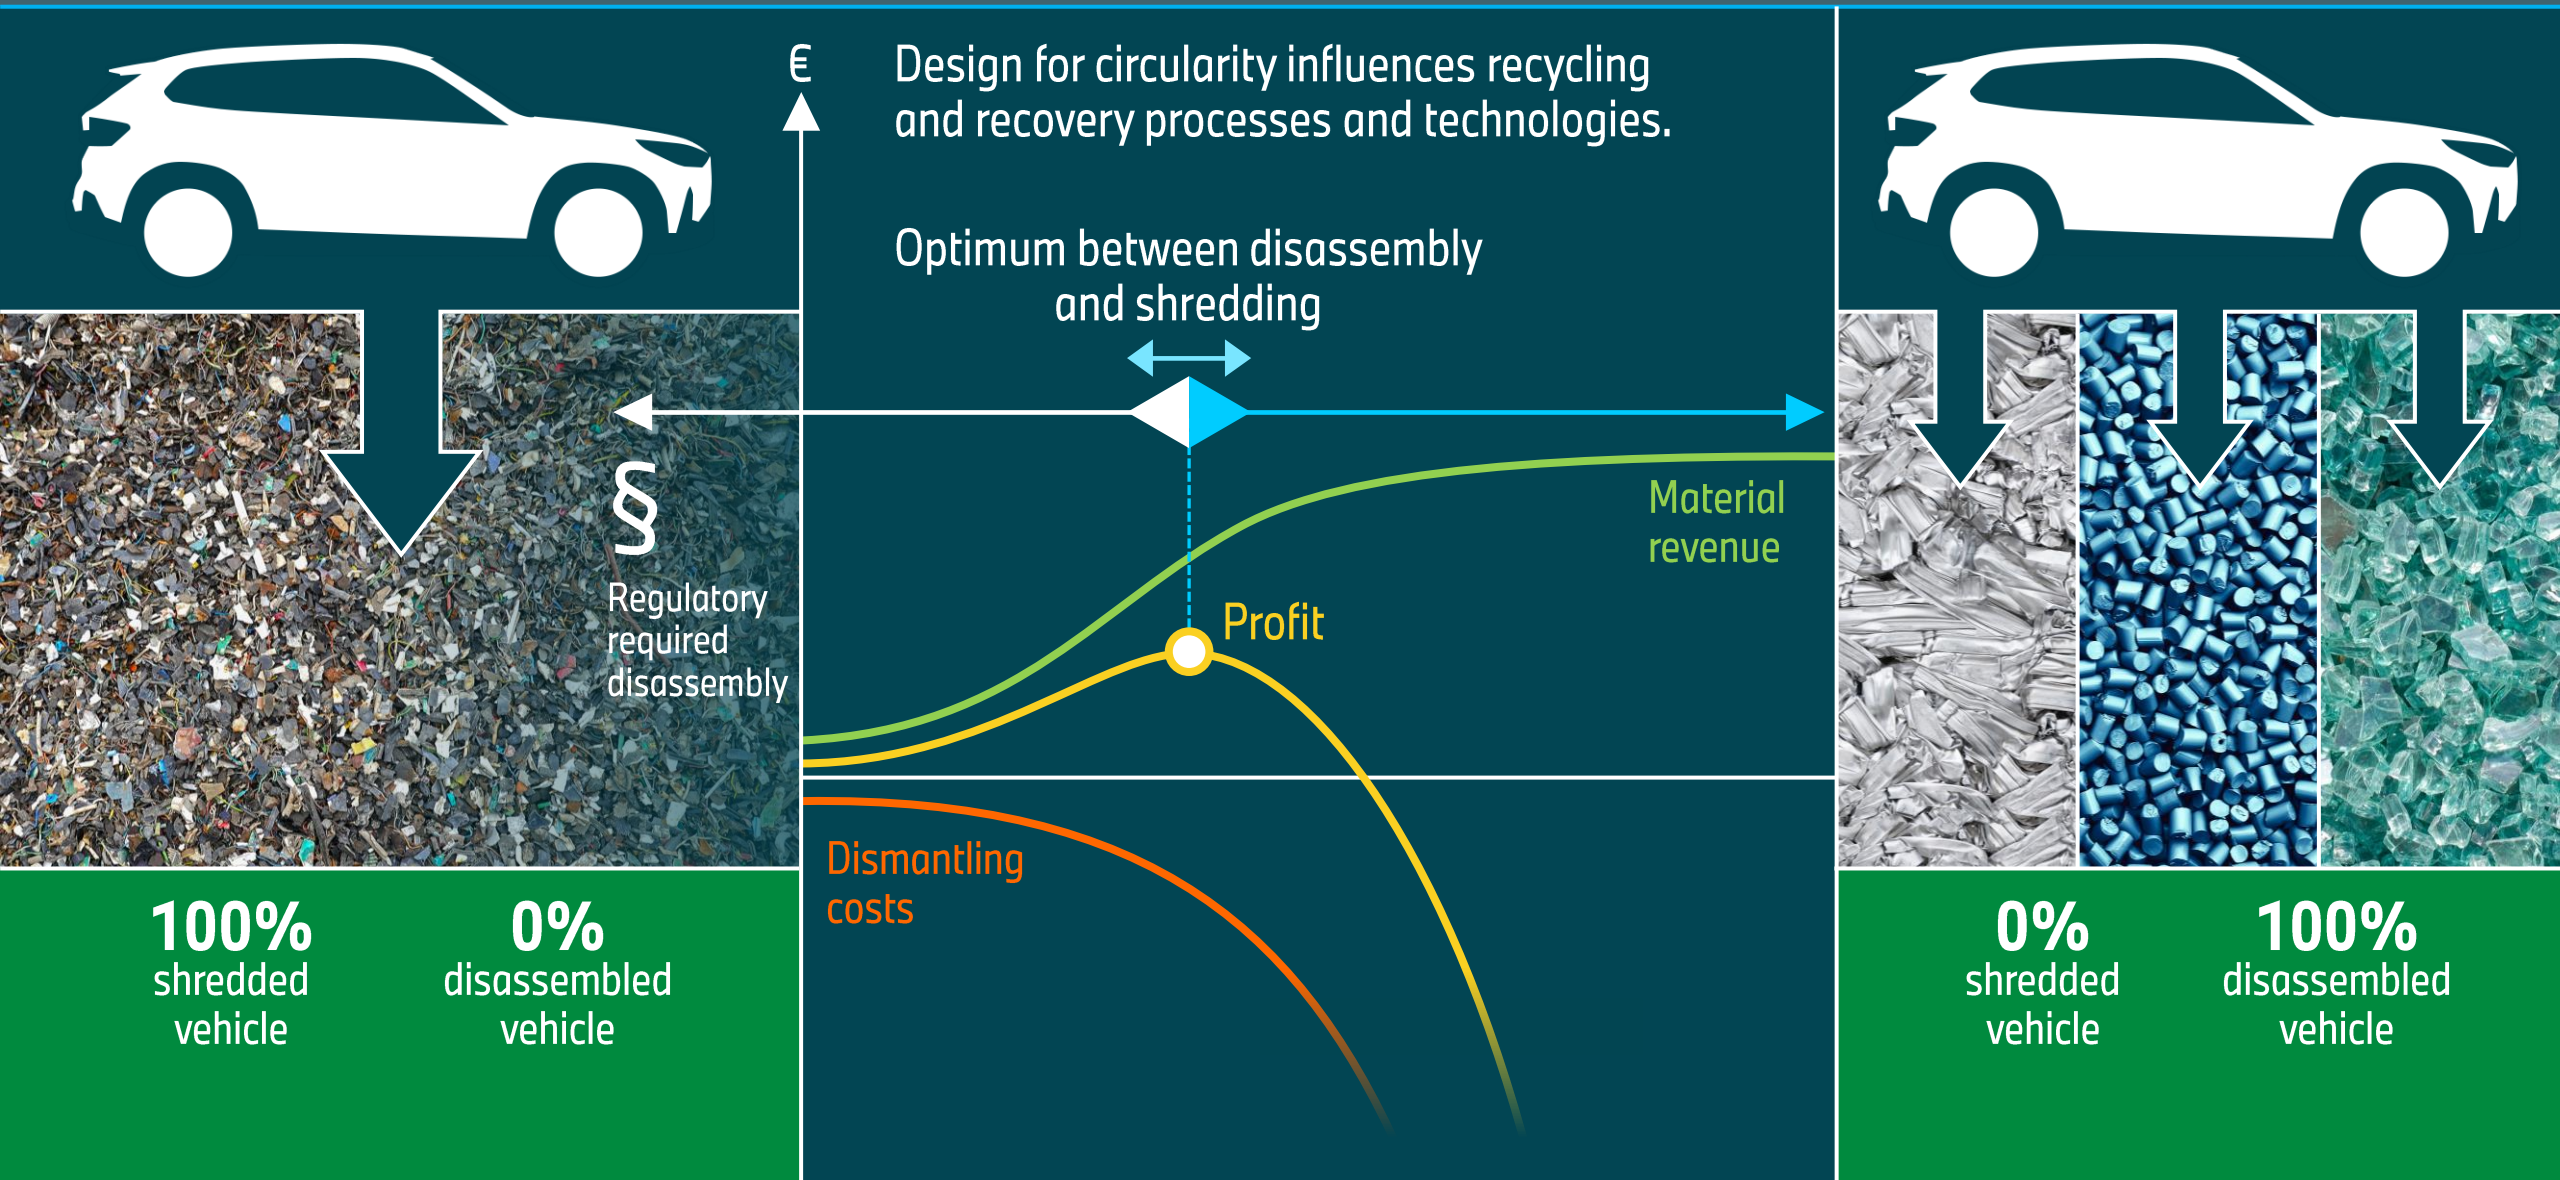 €
Design for circularity influences recycling
and recovery processes and technologies.
Optimum between disassembly
and shredding
§
Regulatory
required
disassembly
Material
revenue
Profit
Dismantling
costs
100%
shredded
vehicle
0%
disassembled
vehicle
0%
shredded
vehicle
100%
disassembled
vehicle